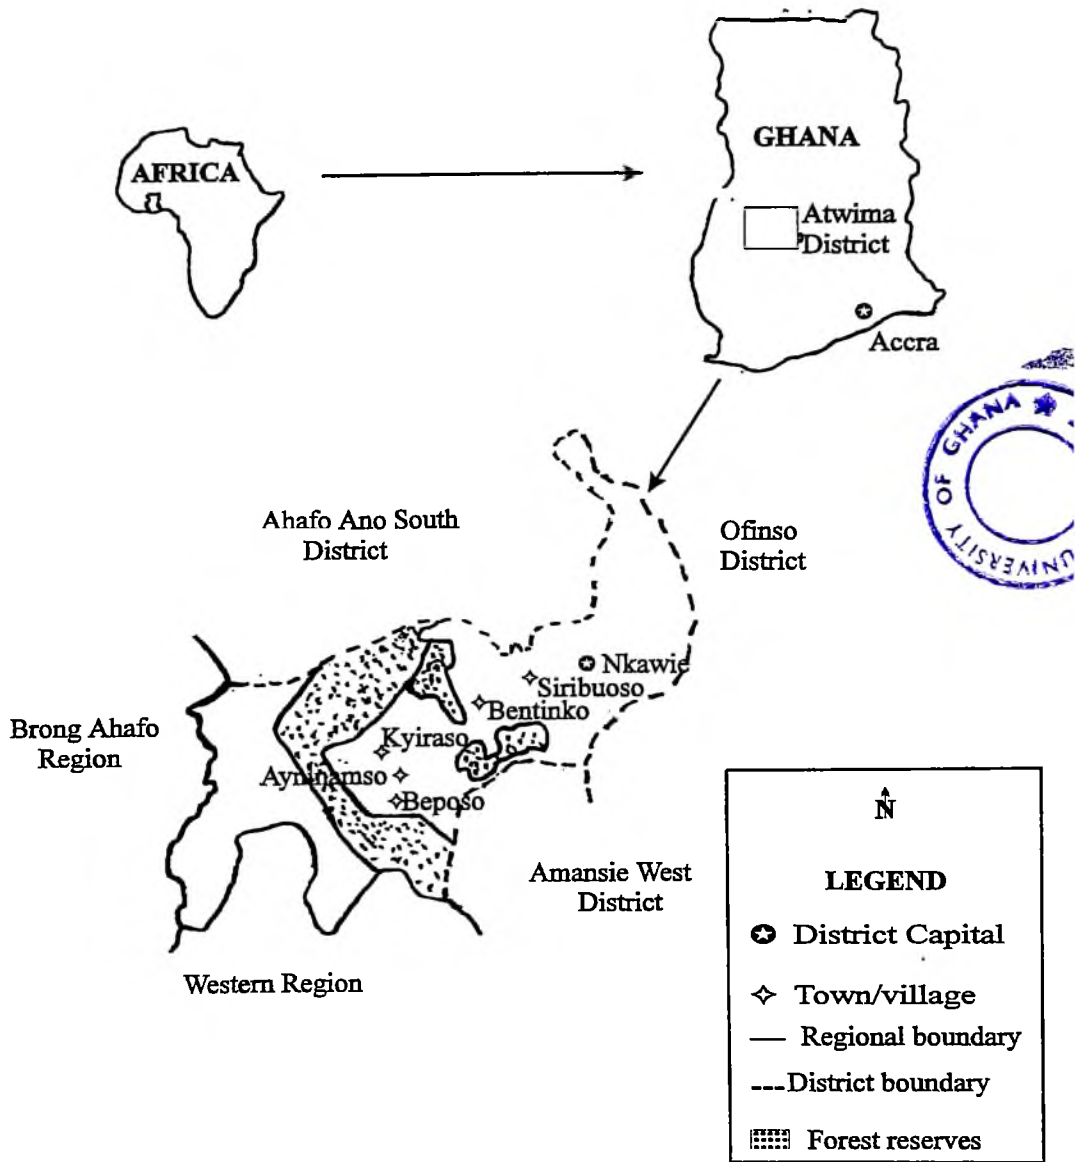 AFRICA
GHANA
Atwima
District
Accra
UNIVERSITY OF GHANA
Ahafo Ano South
District
Ofinso
District
Nkawie
Siribuoso
Bentinko
Brong Ahafo
Region
Kyiraso
Ayninamso
Beposo
Amansie West
District
Western Region
N
LEGEND
District Capital
Town/village
Regional boundary
District boundary
Forest reserves